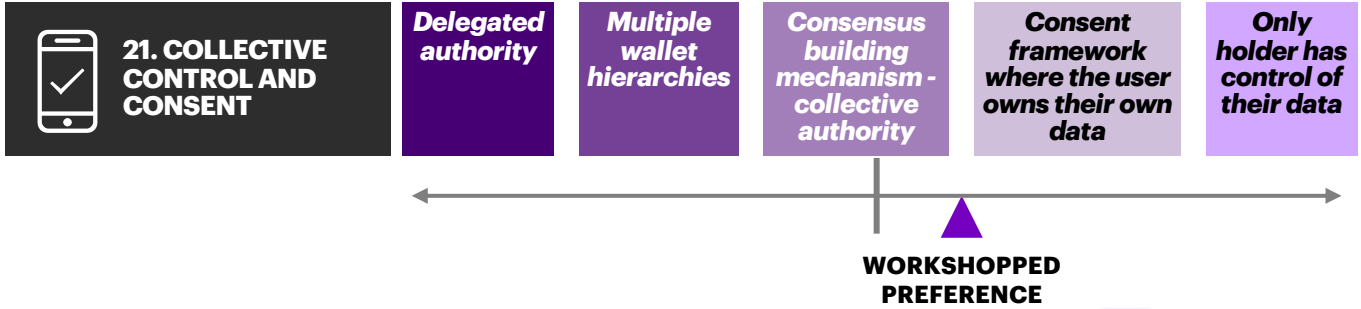 21. COLLECTIVE
CONTROL AND
CONSENT
Delegated
authority
Multiple
wallet
hierarchies
Consensus
building
mechanism -
collective
authority
Consent
framework
where the user
owns their own
data
Only
holder has
control of
their data
WORKSHOPPED
PREFERENCE